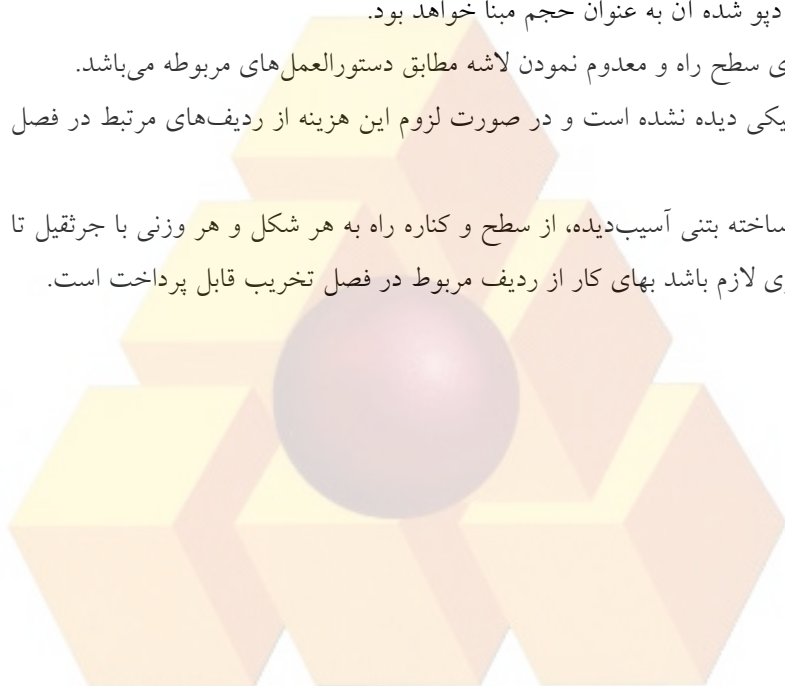 دپو شده آن به عنوان حجم مبنا خواهد بود.
ی سطح راه و معدوم نمودن لاشه مطابق دستورالعمل‌های مربوطه می‌باشد.
یکی دیده نشده است و در صورت لزوم این هزینه از ردیف‌های مرتبط در فصل
ساخته بتنی آسیب‌دیده، از سطح و کناره راه به هر شکل و هر وزنی با جرثقیل تا
ی لازم باشد بهای کار از ردیف مربوط در فصل تخریب قابل پرداخت است.